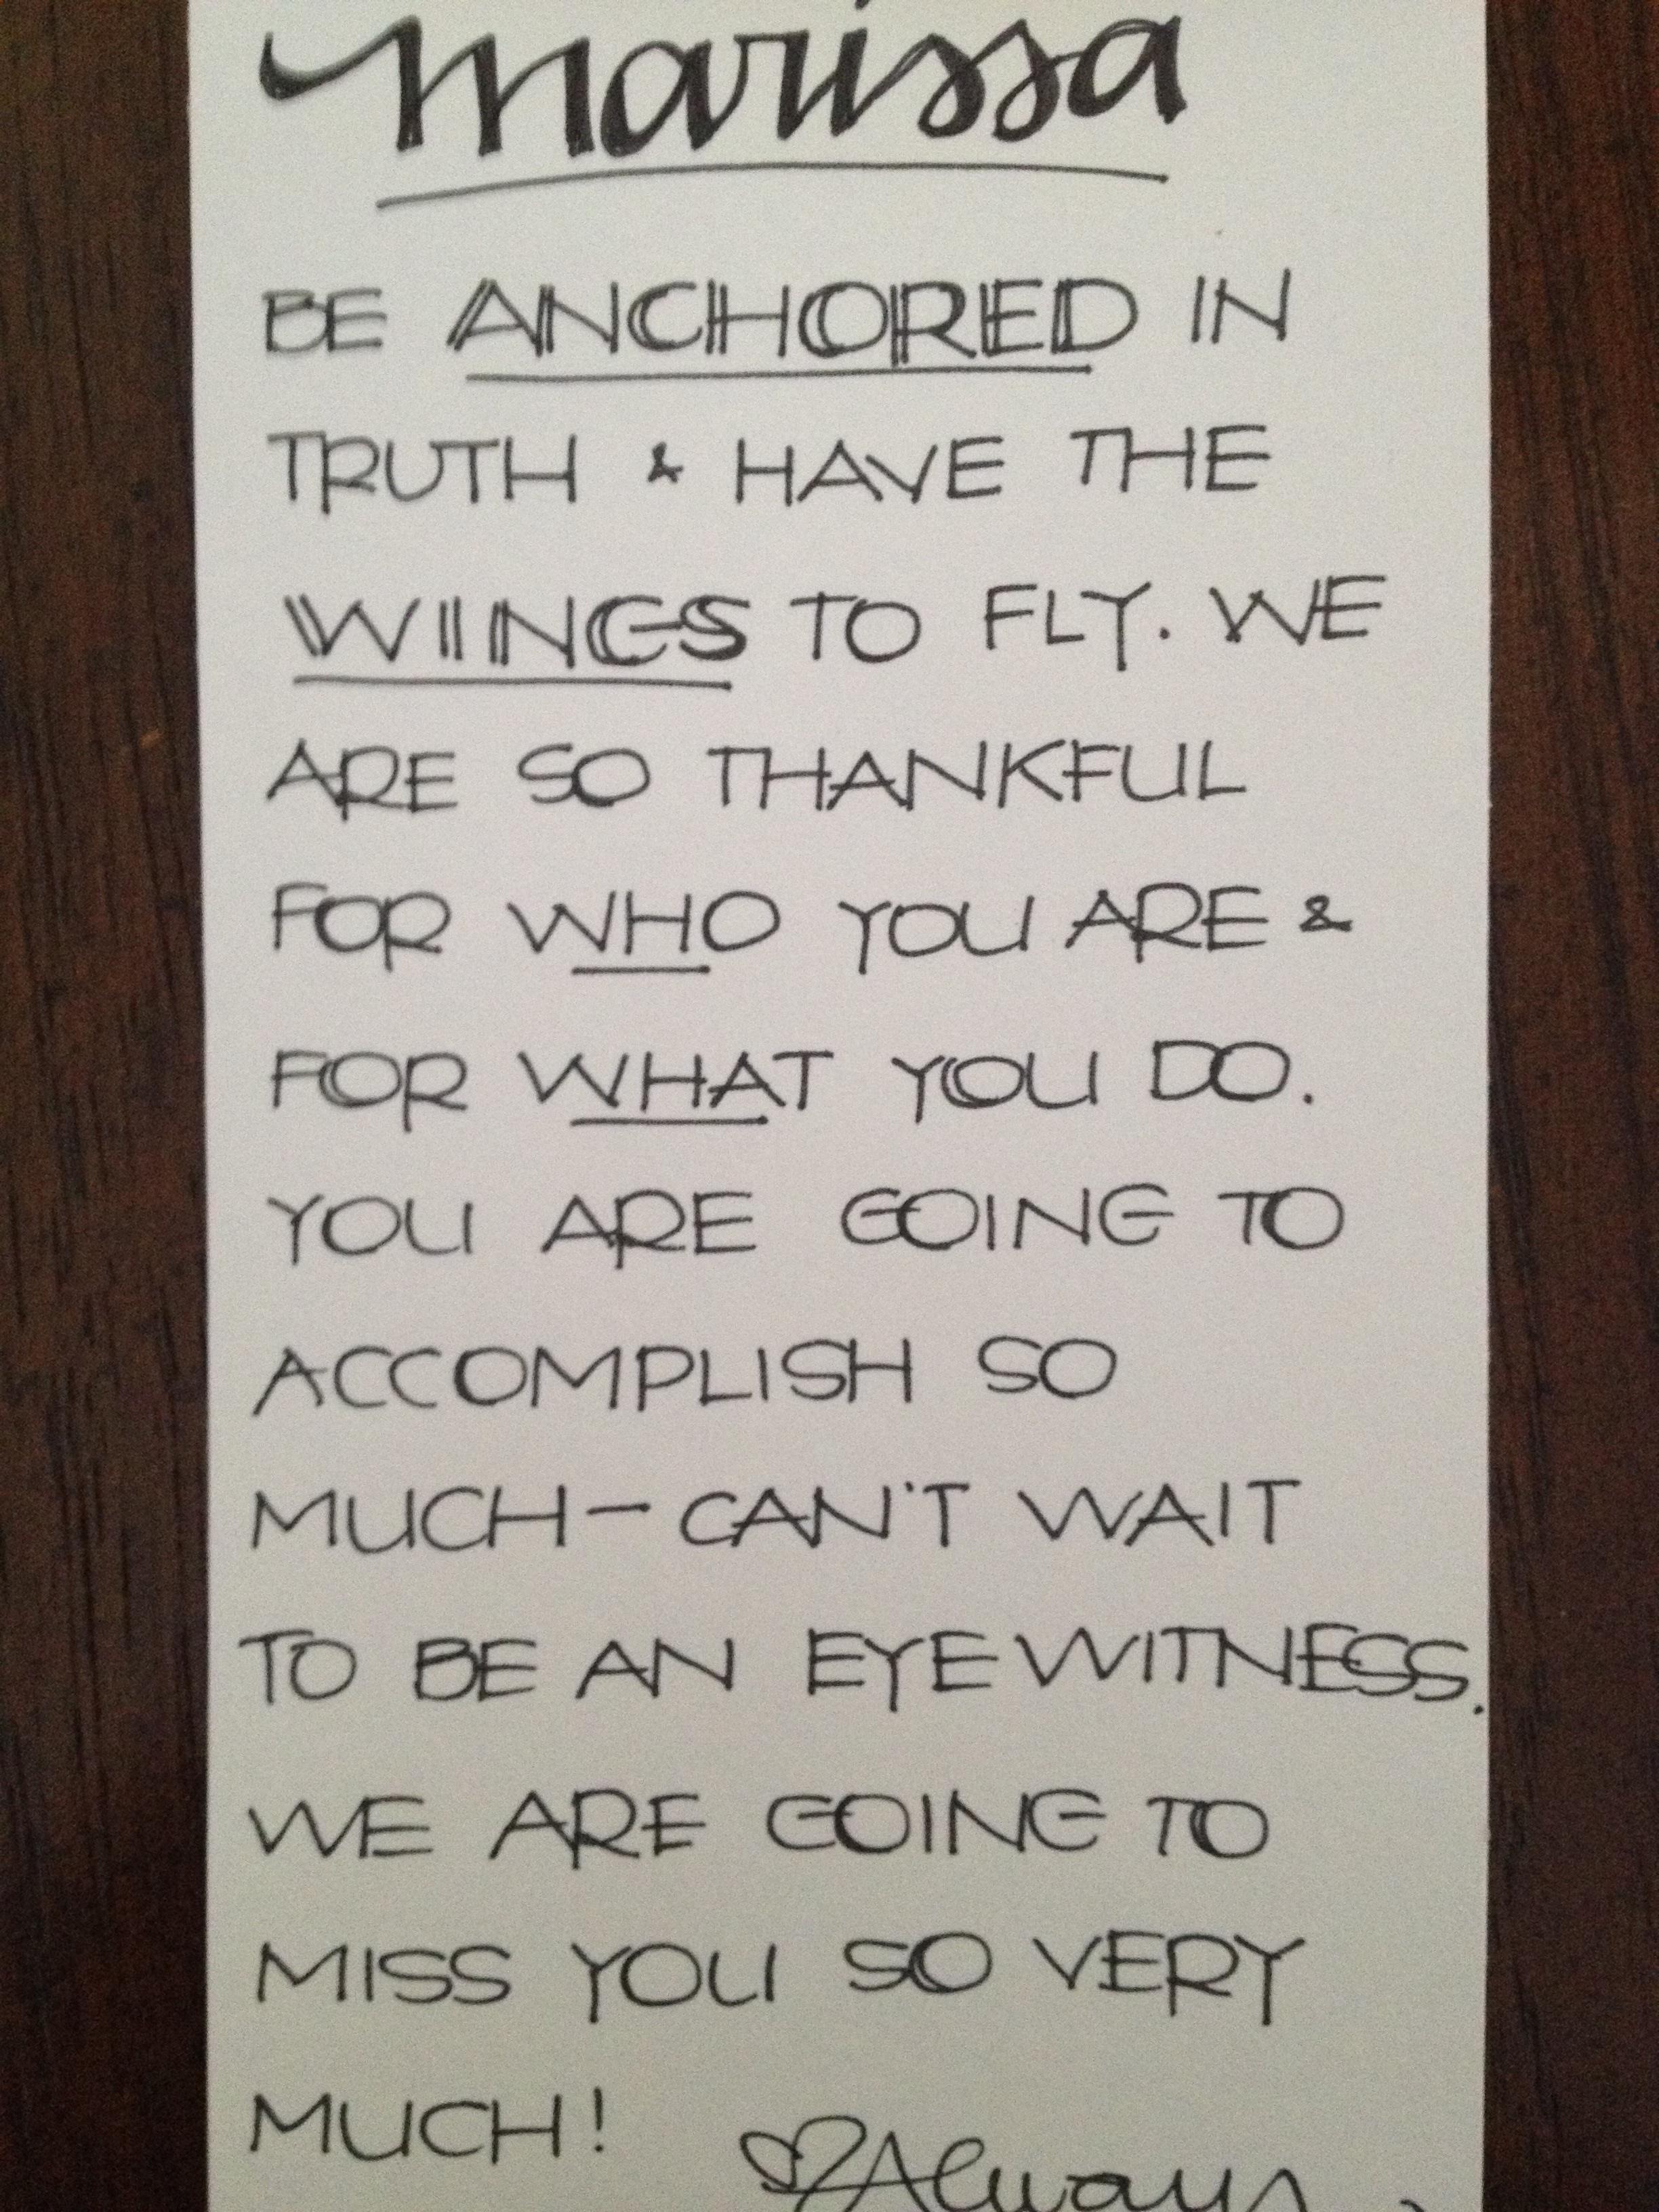 marissa
BE ANCHORED IN
TRUTH & HAVE THE
WINGS TO FLY. WE
ARE SO THANKFUL
FOR WHO YOU ARE &
FOR WHAT YOU DO.
YOU ARE GOING TO
ACCOMPLISH SO
MUCH - CAN'T WAIT
TO BE AN EYEWITNESS.
WE ARE GOING TO
MISS YOU SO VERY
MUCH! Always